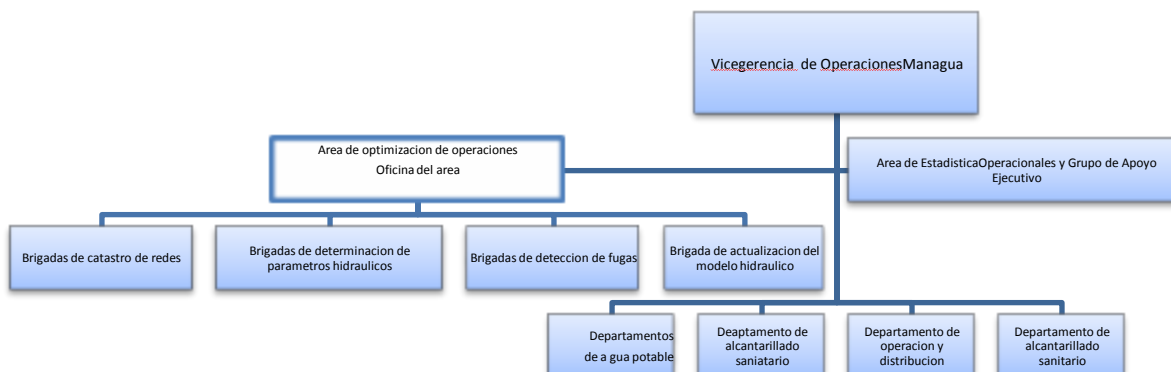 Vicegerencia de OperacionesManagua
Area de optimizacion de operaciones
Oficina del area
Area de EstadisticaOperacionales y Grupo de Apoyo
Ejecutivo
Brigadas de catastro de redes
Brigadas de determinacion de
parametros hidraulicos
Brigadas de deteccion de fugas
Brigada de actualizacion del
modelo hidraulico
Departamentos
de a gua potable
Deaptamento de
alcantarillado
saniatario
Departamento de
operacion y
distribucion
Departamento de
alcantarillado
sanitario